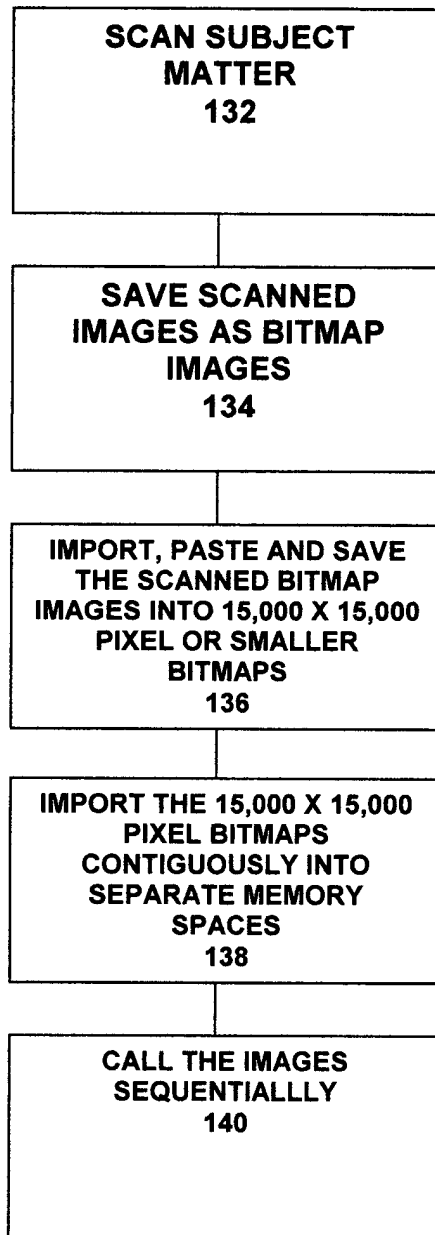 SCAN SUBJECT
MATTER
132
SAVE SCANNED
IMAGES AS BITMAP
IMAGES
134
IMPORT, PASTE AND SAVE
THE SCANNED BITMAP
IMAGES INTO 15,000 X 15,000
PIXEL OR SMALLER
BITMAPS
136
IMPORT THE 15,000 X 15,000
PIXEL BITMAPS
CONTIGUOUSLY INTO
SEPARATE MEMORY
SPACES
138
CALL THE IMAGES
SEQUENTIALLLY
140